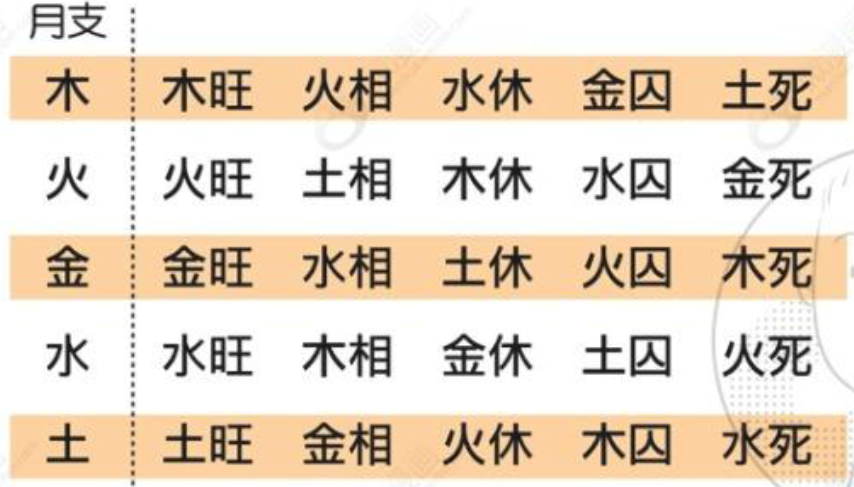 月支
木 木旺 火相 水休 金囚 土死
火 火旺 土相 木休 水囚 金死
金 金旺 水相 土休 火囚 木死
水 水旺 木相 金休 土囚 火死
土 土旺 金相 火休 木囚 水死